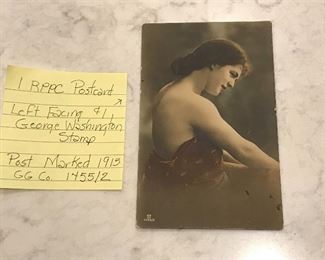 1 RPPC Postcard
Left Facing ¢1,
George Washington
Stamp
Post Marked 1915
GG Co. 1455/2